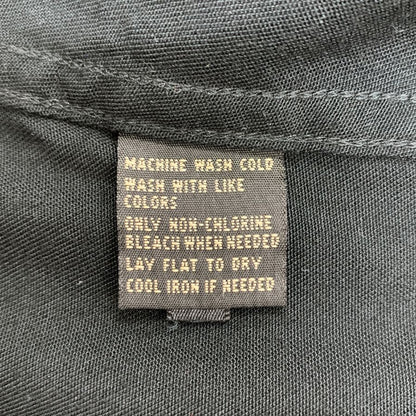 MACHINE WASH COLD
WASH WITH LIKE
COLORS
ONLY NON-CHLORINE
BLEACH WHEN NEEDED
LAY FLAT TO DRY
COOL IRON IF NEEDED